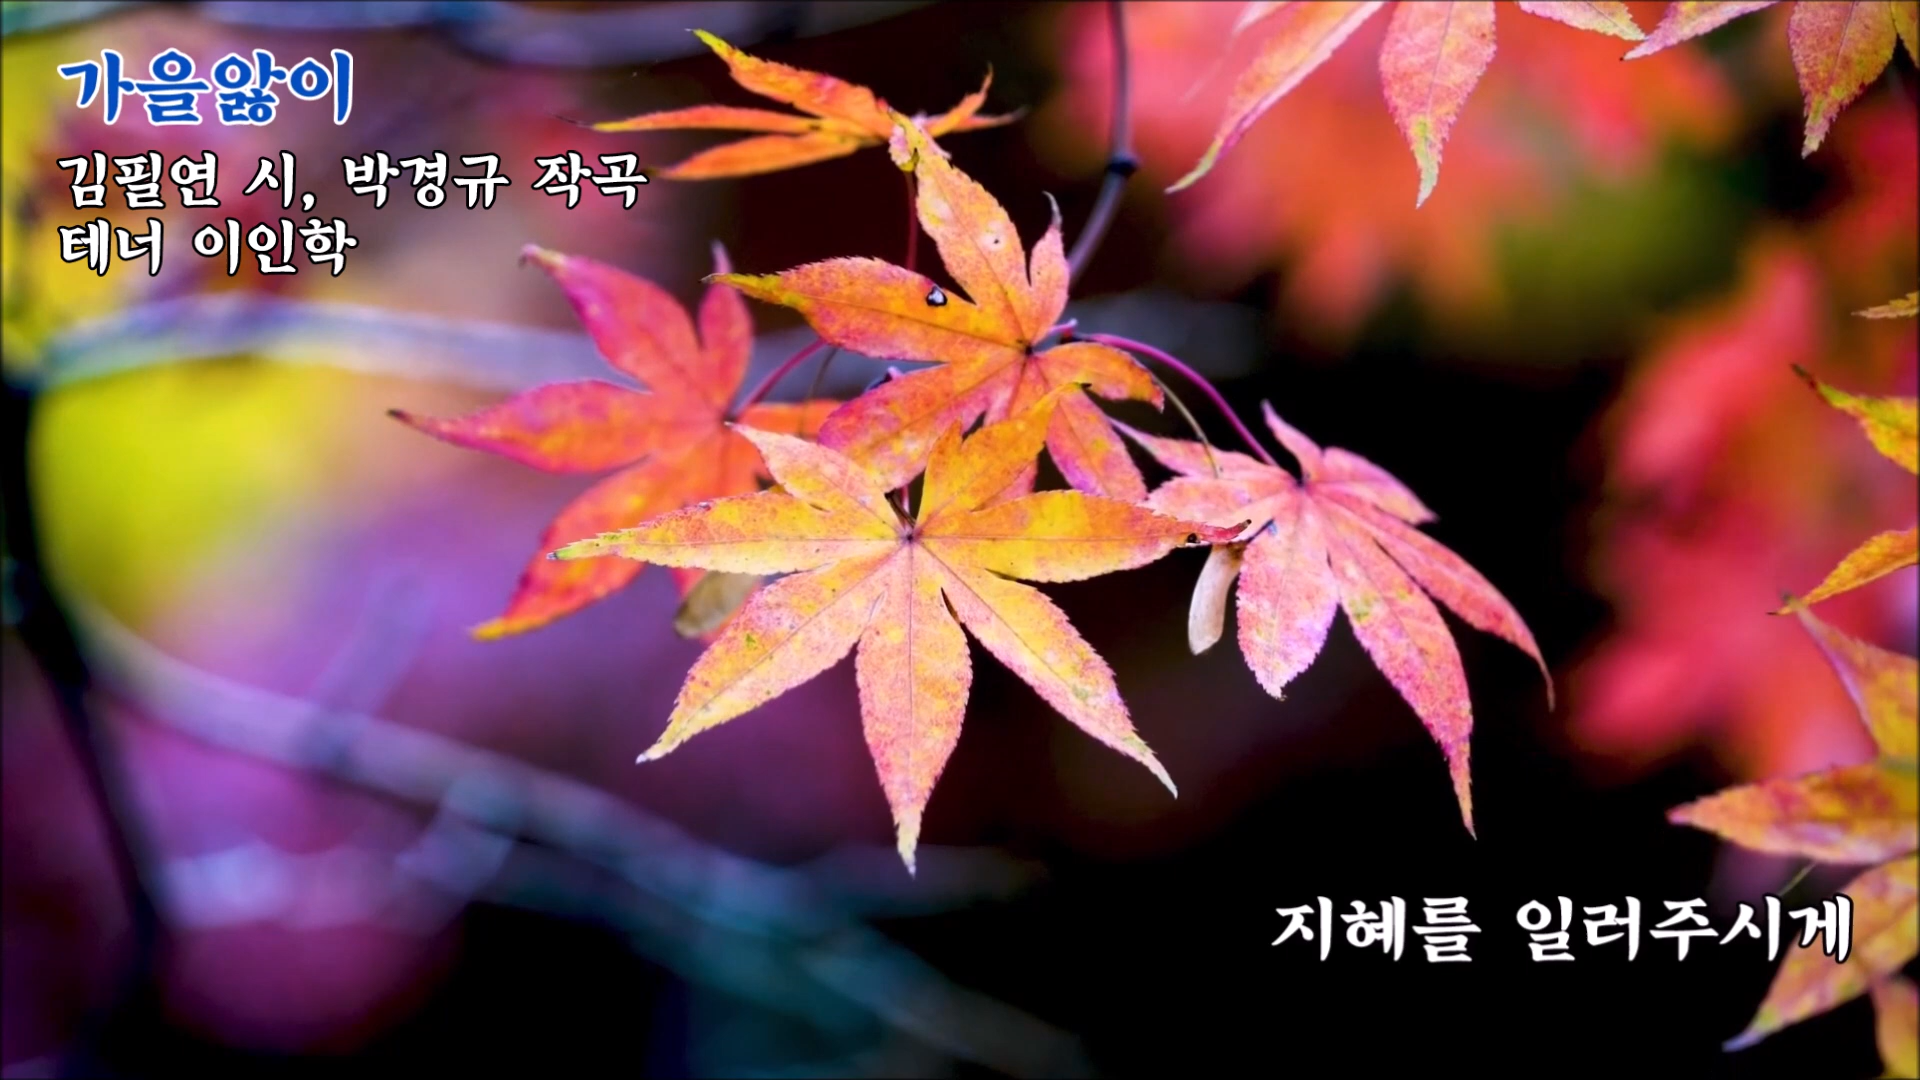 가을앓이
김필연 시, 박경규 작곡
테너 이인학
지혜를 일러주시게